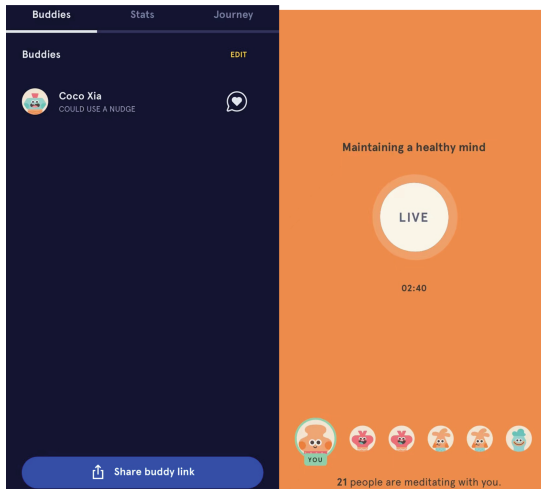 Buddies Stats Journey
Buddies EDIT
Coco Xia
COULD USE A NUDGE
Share buddy link
Maintaining a healthy mind
LIVE
02:40
YOU
21 people are meditating with you.